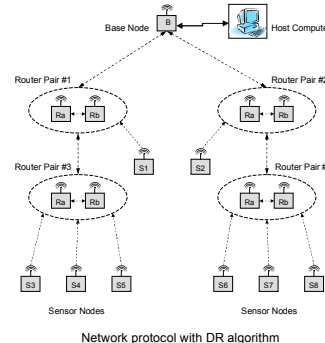 Base Node
B
Host Compute
Router Pair #1
Router Pair #2
Ra
Rb
Ra
Rb
Router Pair #3
S1
S2
Router Pair #
Ra
Rb
Ra
Rb
S3
S4
S5
S6
S7
S8
Sensor Nodes
Sensor Nodes
Network protocol with DR algorithm